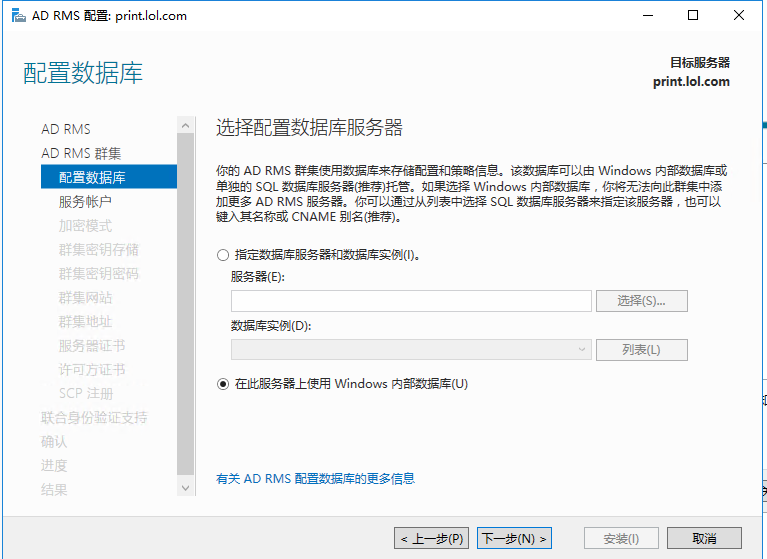 AD RMS 配置: print.lol.com
配置数据库
目标服务器
print.lol.com
AD RMS
AD RMS 群集
配置数据库
服务帐户
加密模式
群集密钥存储
群集密钥密码
群集网站
群集地址
服务器证书
许可方证书
SCP 注册
联合身份验证支持
确认
进度
结果
选择配置数据库服务器
你的 AD RMS 群集使用数据库来存储配置和策略信息。该数据库可以由 Windows 内部数据库或
单独的 SQL 数据库服务器(推荐)托管。如果选择 Windows 内部数据库，你将无法向此群集中添
加更多 AD RMS 服务器。你可以通过从列表中选择 SQL 数据库服务器来指定该服务器，也可以
键入其名称或 CNAME 别名(推荐)。
指定数据库服务器和数据库实例(I)。
服务器(E):
选择(S)...
数据库实例(D):
列表(L)
在此服务器上使用 Windows 内部数据库(U)
有关 AD RMS 配置数据库的更多信息
< 上一步(P)
下一步(N) >
安装(I)
取消